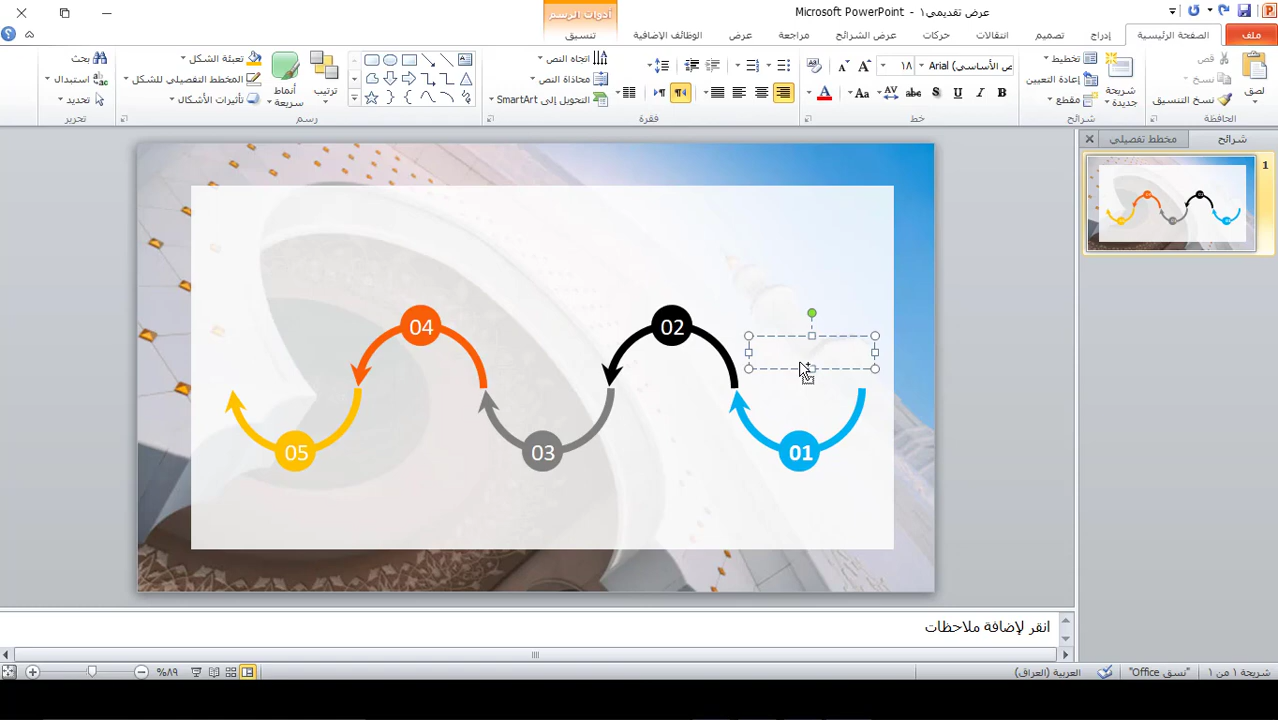 عرض تقديمي١ - Microsoft PowerPoint
أدوات الرسم
ملف
الصفحة الرئيسية
إدراج
تصميم
انتقالات
حركات
عرض الشرائح
مراجعة
عرض
الوظائف الإضافية
تنسيق
لصق
قص
نسخ
نسخ التنسيق
الحافظة
شريحة جديدة
تخطيط
إعادة التعيين
مقطع
شرائح
ص الأساسي) Arial)
١٨
B I U S abc AV Aa A
خط
اتجاه النص
محاذاة النص
التحويل إلى SmartArt
فقرة
ترتيب
أنماط سريعة
تعبئة الشكل
المخطط التفصيلي للشكل
تأثيرات الأشكال
رسم
بحث
استبدال
تحديد
تحرير
شرائح
مخطط تفصيلي
1
04
02
05
03
01
انقر لإضافة ملاحظات
شريحة ١ من ١
"نسق Office"
العربية (العراق)
%٨٩